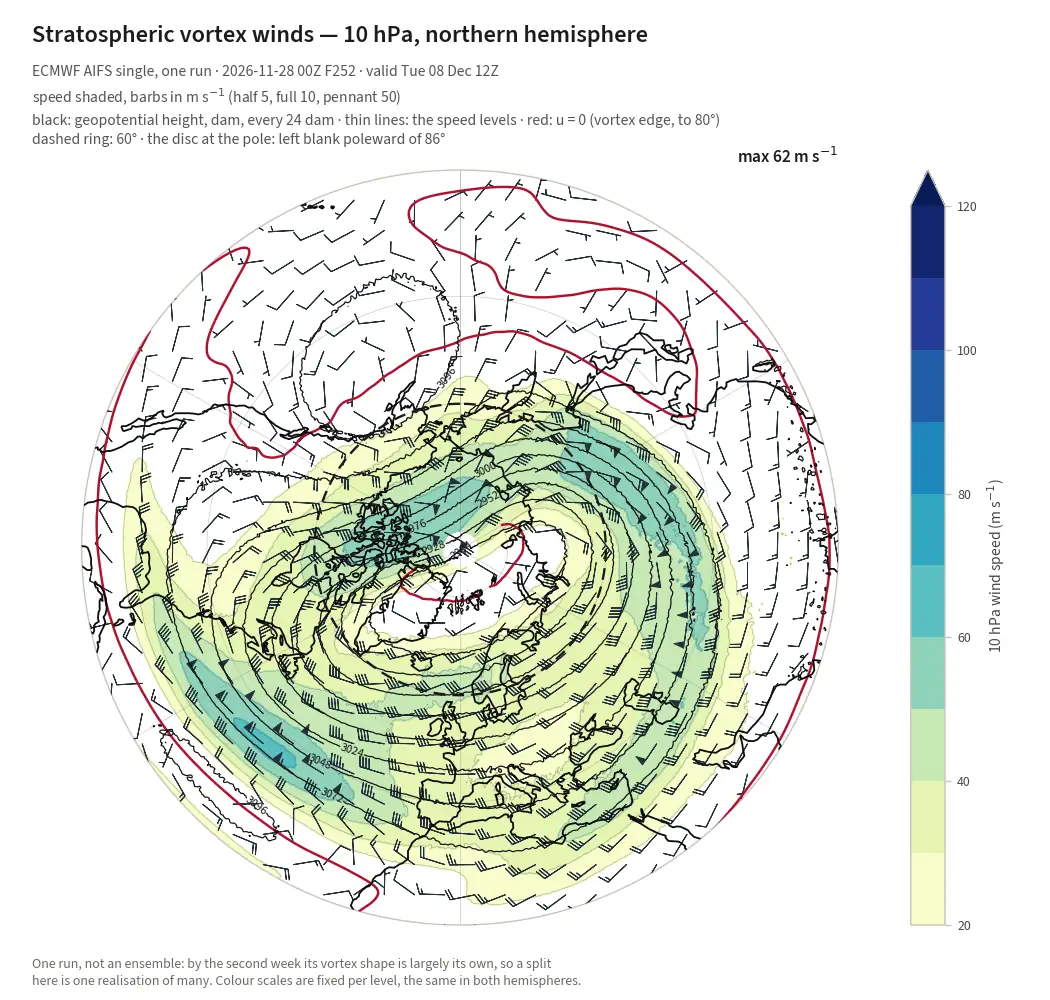 Stratospheric vortex winds — 10 hPa, northern hemisphere
ECMWF AIFS single, one run · 2026-11-28 00Z F252 · valid Tue 08 Dec 12Z
speed shaded, barbs in m s⁻¹ (half 5, full 10, pennant 50)
black: geopotential height, dam, every 24 dam · thin lines: the speed levels · red: u = 0 (vortex edge, to 80°)
dashed ring: 60° · the disc at the pole: left blank poleward of 86°
max 62 m s⁻¹
120
100
80
60
40
20
10 hPa wind speed (m s⁻¹)
3096
3000
2952
2928
3024
3048
3072
3096
One run, not an ensemble: by the second week its vortex shape is largely its own, so a split
here is one realisation of many. Colour scales are fixed per level, the same in both hemispheres.